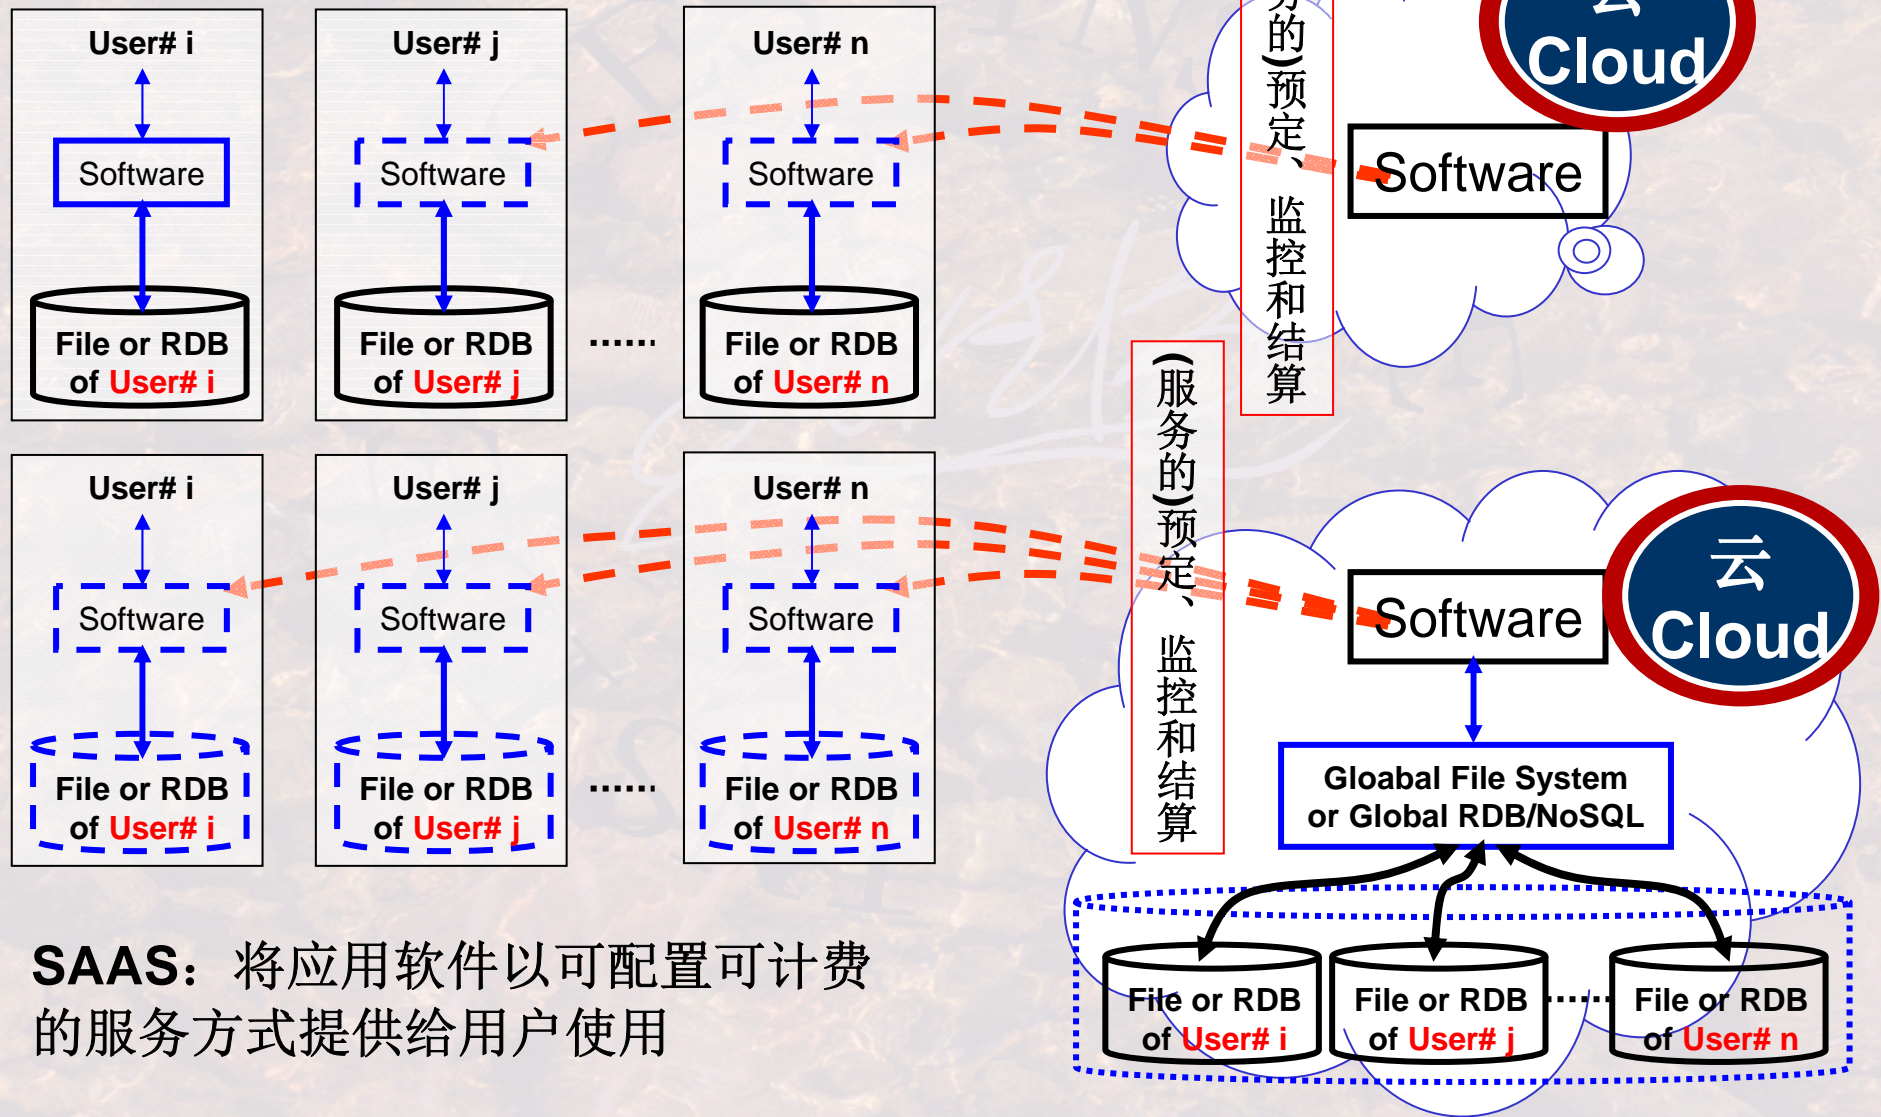 User# i
User# j
User# n
Software
Software
Software
File or RDB
of User# i
File or RDB
of User# j
......
File or RDB
of User# n
的)预定、监控和结算
云
Cloud
Software
User# i
User# j
User# n
Software
Software
Software
File or RDB
of User# i
File or RDB
of User# j
......
File or RDB
of User# n
(服务的)预定、监控和结算
云
Cloud
Software
Gloabal File System
or Global RDB/NoSQL
File or RDB
of User# i
File or RDB
of User# j
......
File or RDB
of User# n
SAAS：将应用软件以可配置可计费
的服务方式提供给用户使用